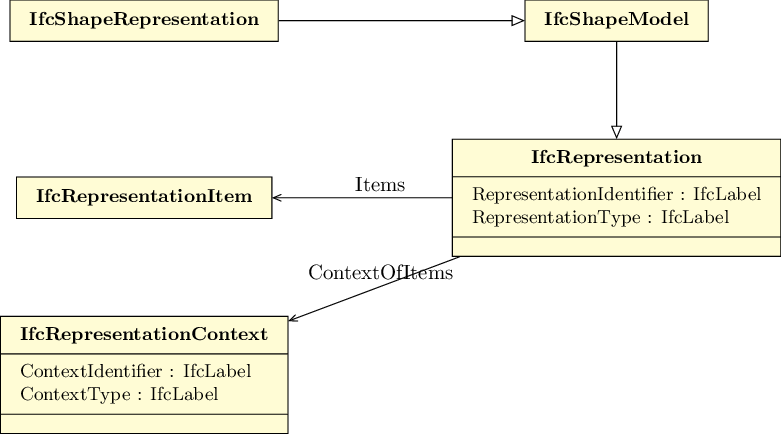 IfcShapeRepresentation
IfcShapeModel
IfcRepresentation
RepresentationIdentifier : IfcLabel
RepresentationType : IfcLabel
Items
IfcRepresentationItem
ContextOfItems
IfcRepresentationContext
ContextIdentifier : IfcLabel
ContextType : IfcLabel